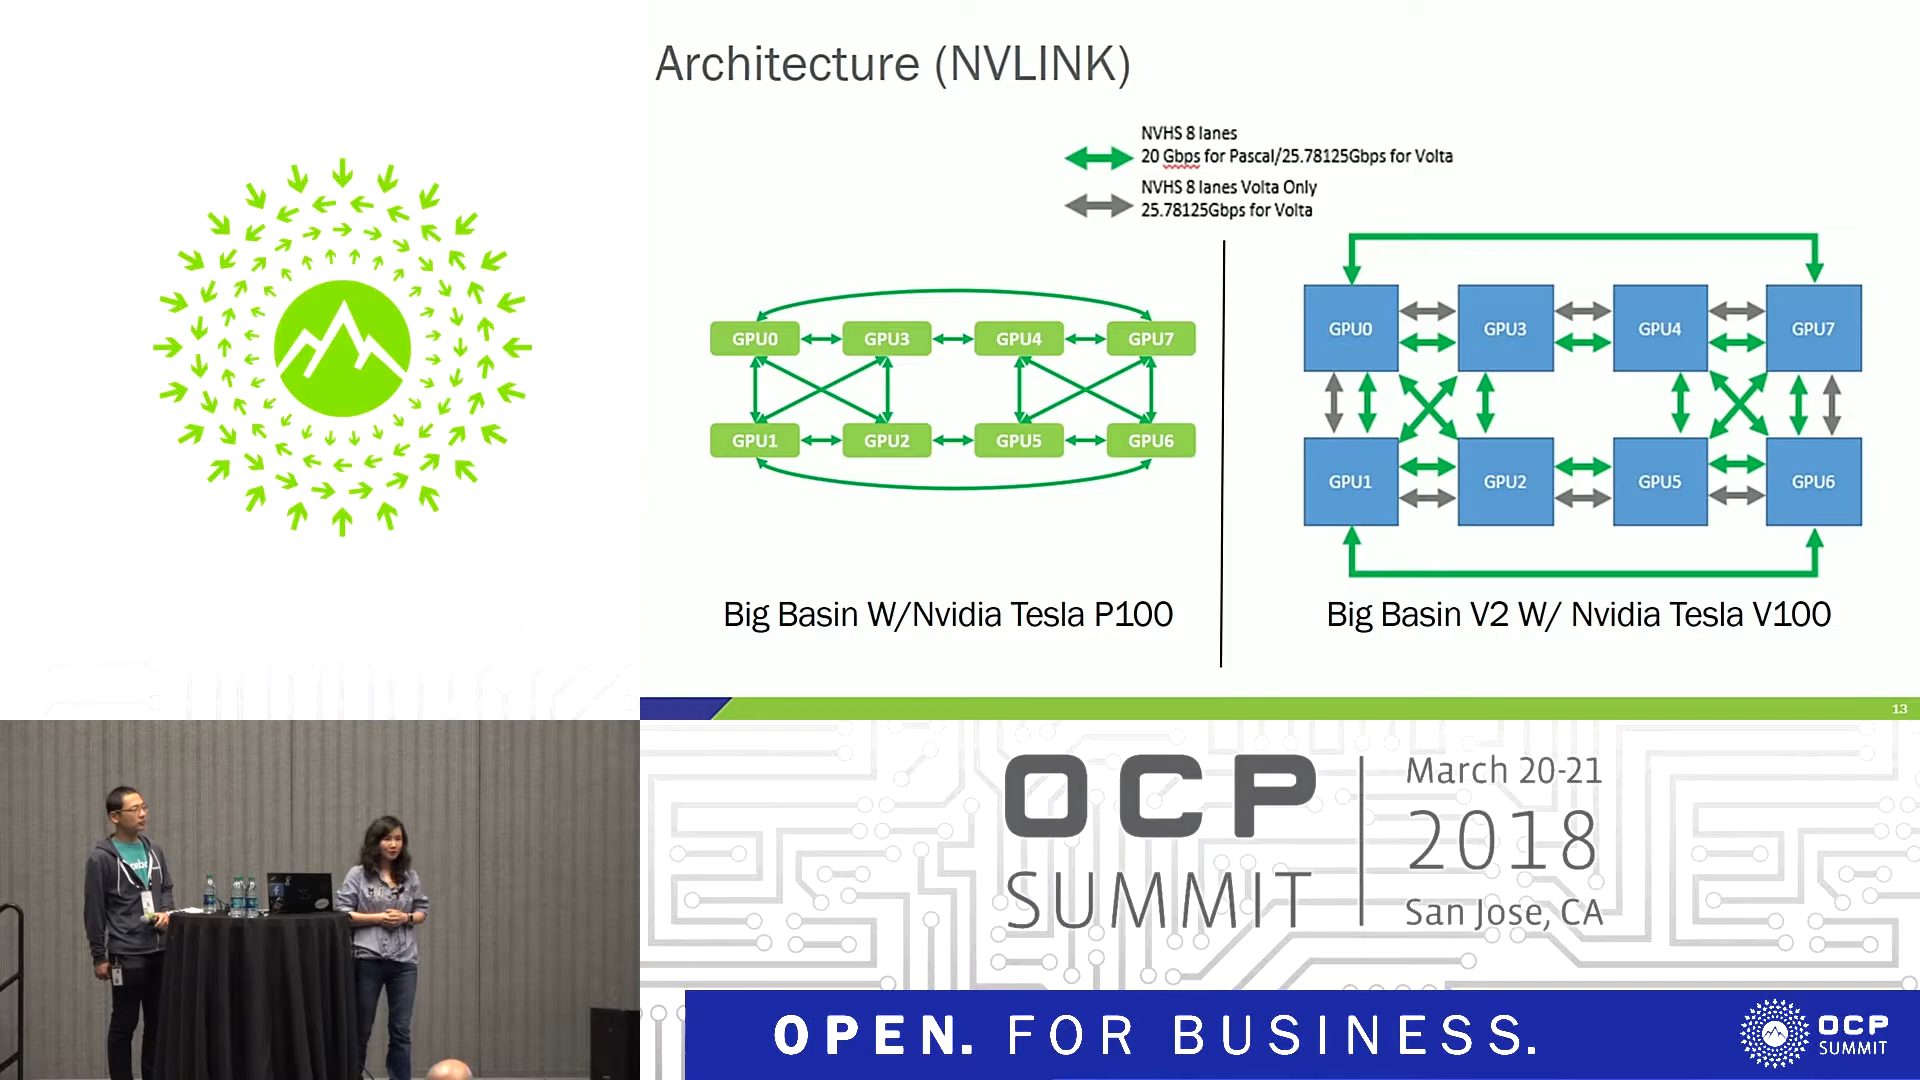 Architecture (NVLINK)
NVHS 8 lanes
20 Gbps for Pascal/25.78125Gbps for Volta
NVHS 8 lanes Volta Only
25.78125Gbps for Volta
GPU0 GPU3 GPU4 GPU7
GPU1 GPU2 GPU5 GPU6
Big Basin W/Nvidia Tesla P100
GPU0 GPU3 GPU4 GPU7
GPU1 GPU2 GPU5 GPU6
Big Basin V2 W/ Nvidia Tesla V100
13
OCP
SUMMIT
March 20-21
2018
San Jose, CA
OPEN. FOR BUSINESS.
OCP
SUMMIT